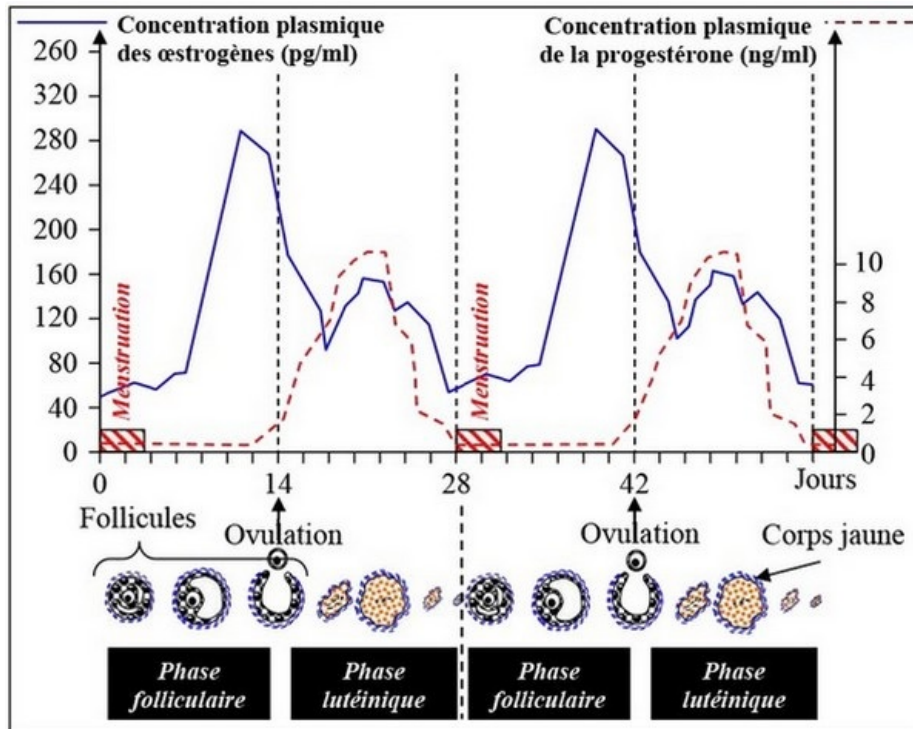 Concentration plasmique
des œstrogènes (pg/ml)
Concentration plasmique
de la progestérone (ng/ml)
260
320
280
240
200
160
120
80
40
0
10
8
6
4
2
0
Menstruation
Menstruation
0
14
28
42
Jours
Follicules
Ovulation
Ovulation
Corps jaune
Phase
folliculaire
Phase
lutéinique
Phase
folliculaire
Phase
lutéinique